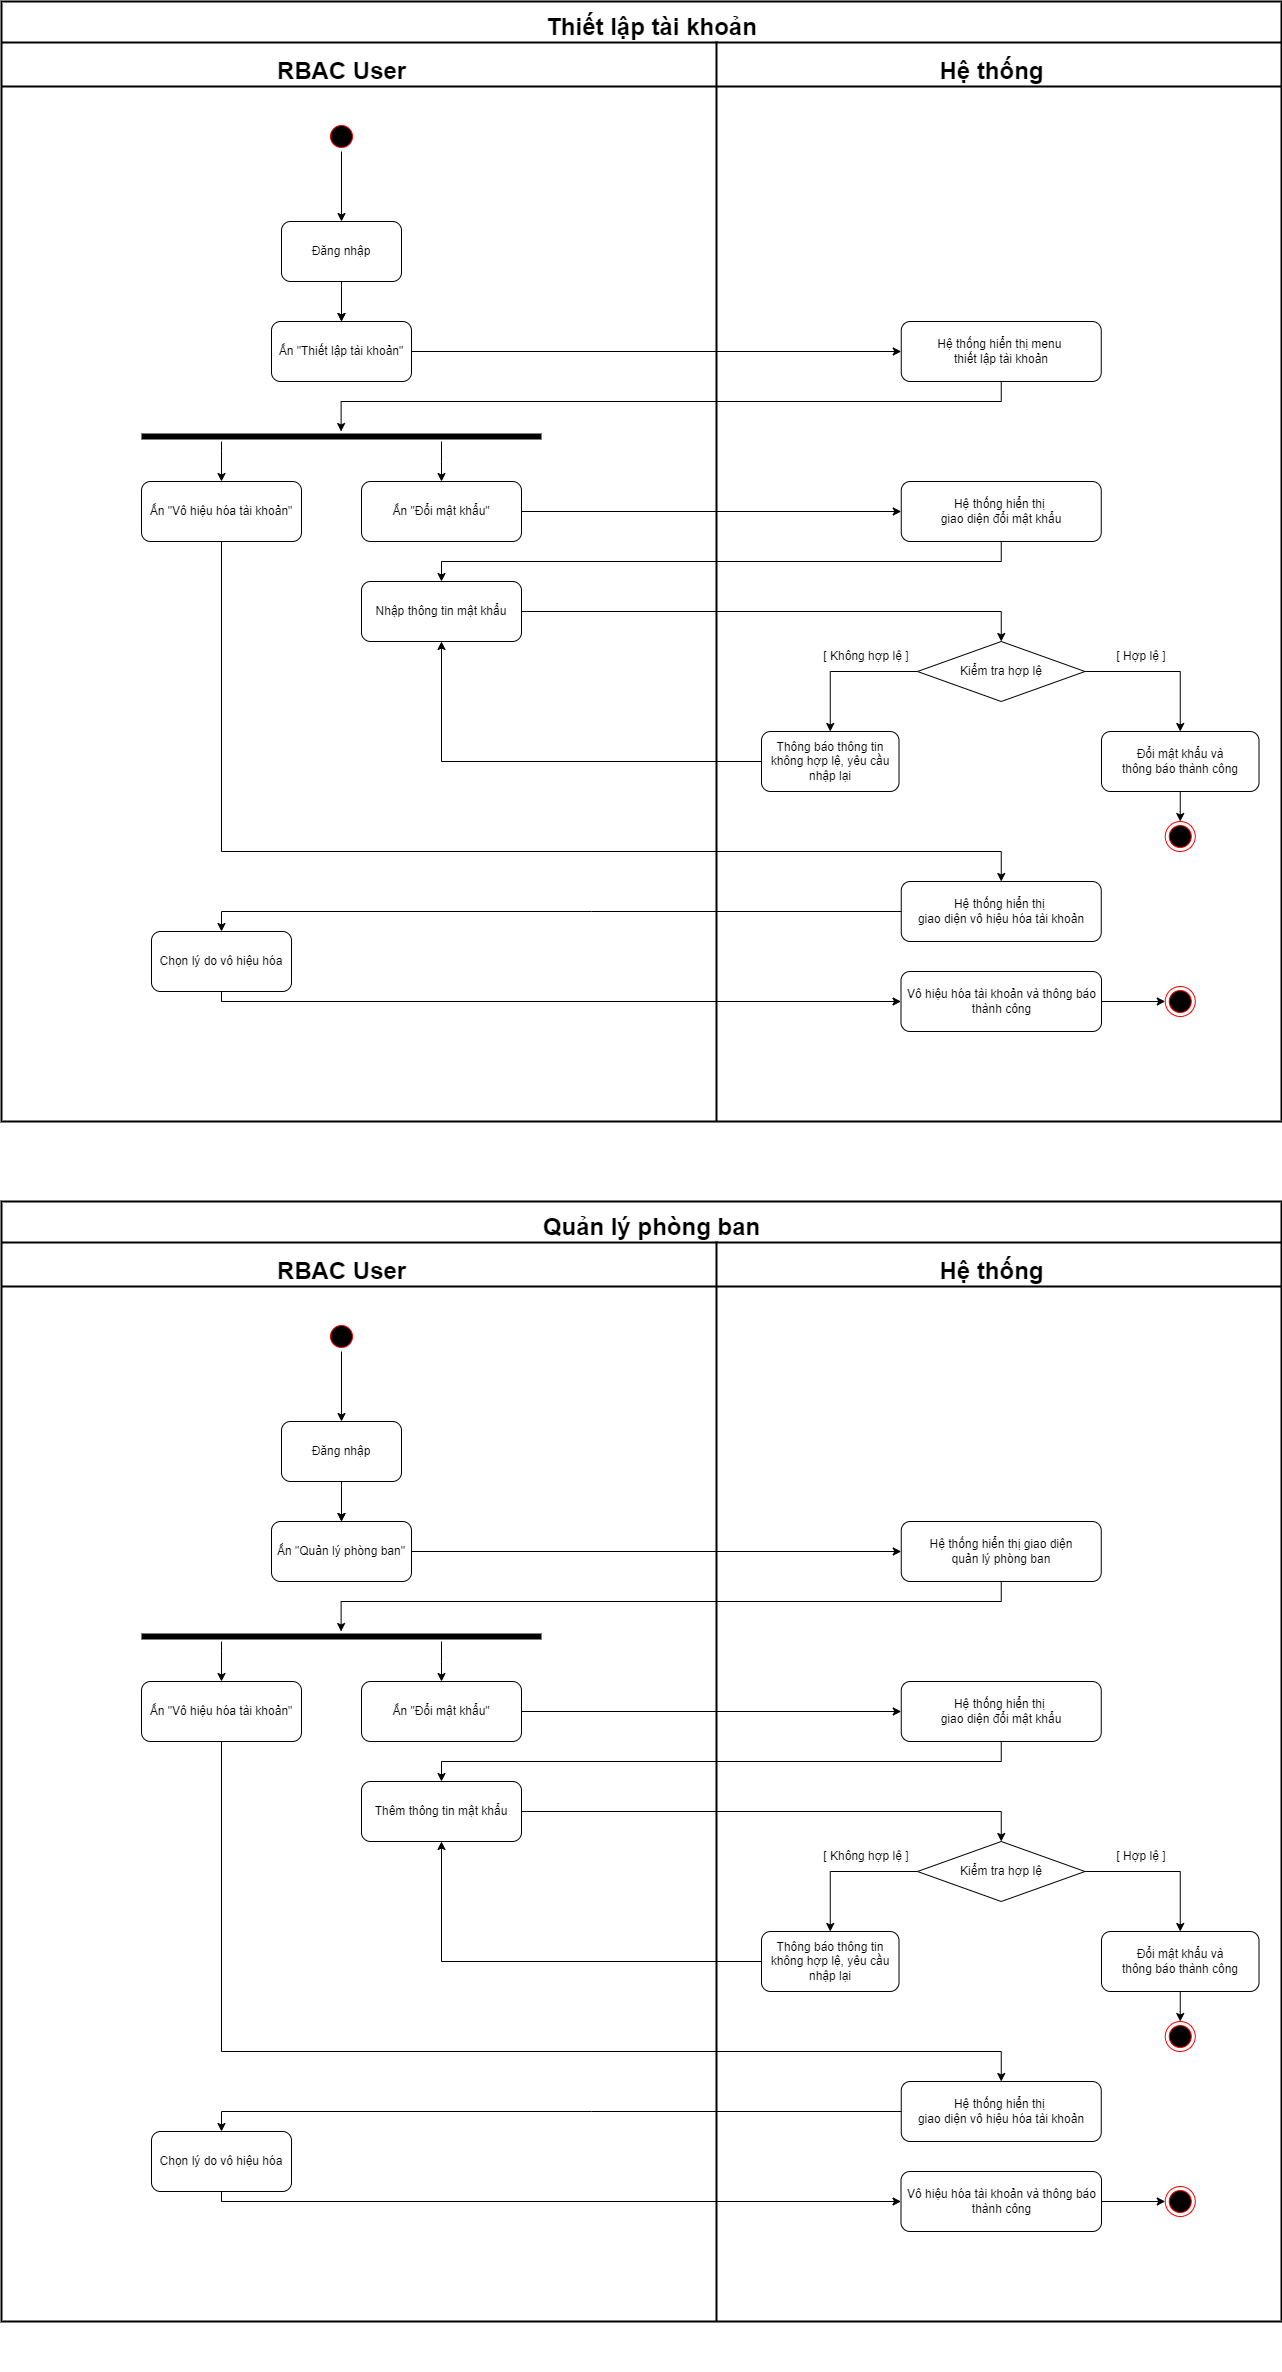 Thiết lập tài khoản
RBAC User
Hệ thống
Đăng nhập
Ấn "Thiết lập tài khoản"
Hệ thống hiển thị menu
thiết lập tài khoản
Ấn "Vô hiệu hóa tài khoản"
Ấn "Đổi mật khẩu"
Hệ thống hiển thị
giao diện đổi mật khẩu
Nhập thông tin mật khẩu
[ Không hợp lệ ]
Kiểm tra hợp lệ
[ Hợp lệ ]
Thông báo thông tin
không hợp lệ, yêu cầu
nhập lại
Đổi mật khẩu và
thông báo thành công
Hệ thống hiển thị
giao diện vô hiệu hóa tài khoản
Chọn lý do vô hiệu hóa
Vô hiệu hóa tài khoản và thông báo
thành công
Quản lý phòng ban
RBAC User
Hệ thống
Đăng nhập
Ấn "Quản lý phòng ban"
Hệ thống hiển thị giao diện
quản lý phòng ban
Ấn "Vô hiệu hóa tài khoản"
Ấn "Đổi mật khẩu"
Hệ thống hiển thị
giao diện đổi mật khẩu
Thêm thông tin mật khẩu
[ Không hợp lệ ]
Kiểm tra hợp lệ
[ Hợp lệ ]
Thông báo thông tin
không hợp lệ, yêu cầu
nhập lại
Đổi mật khẩu và
thông báo thành công
Hệ thống hiển thị
giao diện vô hiệu hóa tài khoản
Chọn lý do vô hiệu hóa
Vô hiệu hóa tài khoản và thông báo
thành công